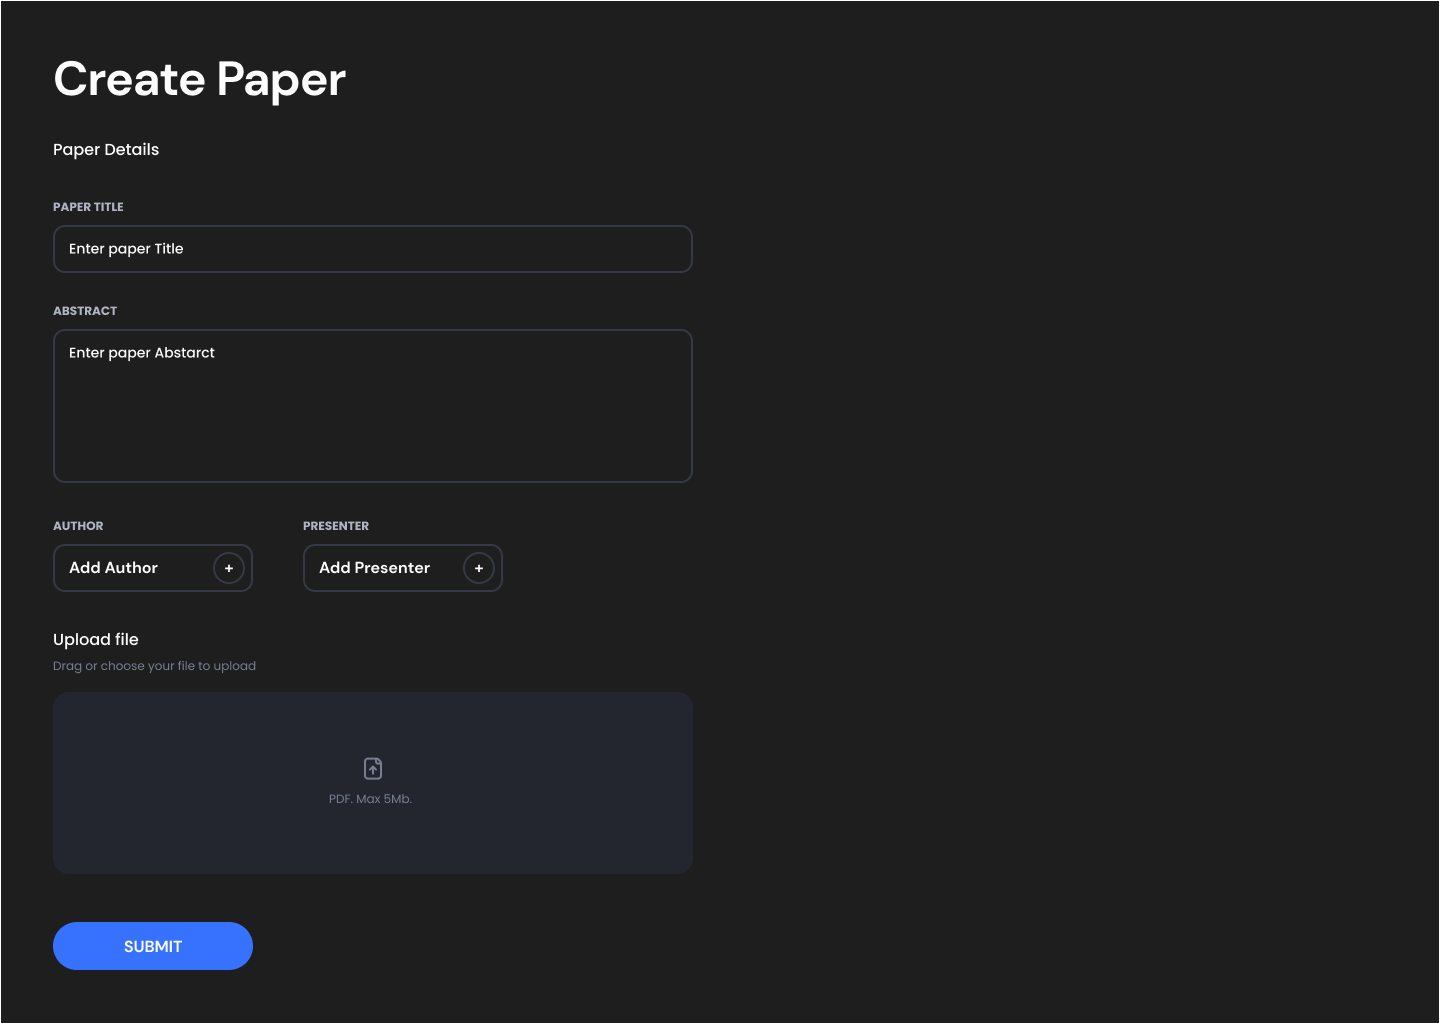 Create Paper
Paper Details
PAPER TITLE
Enter paper Title
ABSTRACT
Enter paper Abstarct
AUTHOR
PRESENTER
Add Author +
Add Presenter +
Upload file
Drag or choose your file to upload
PDF. Max 5Mb.
SUBMIT